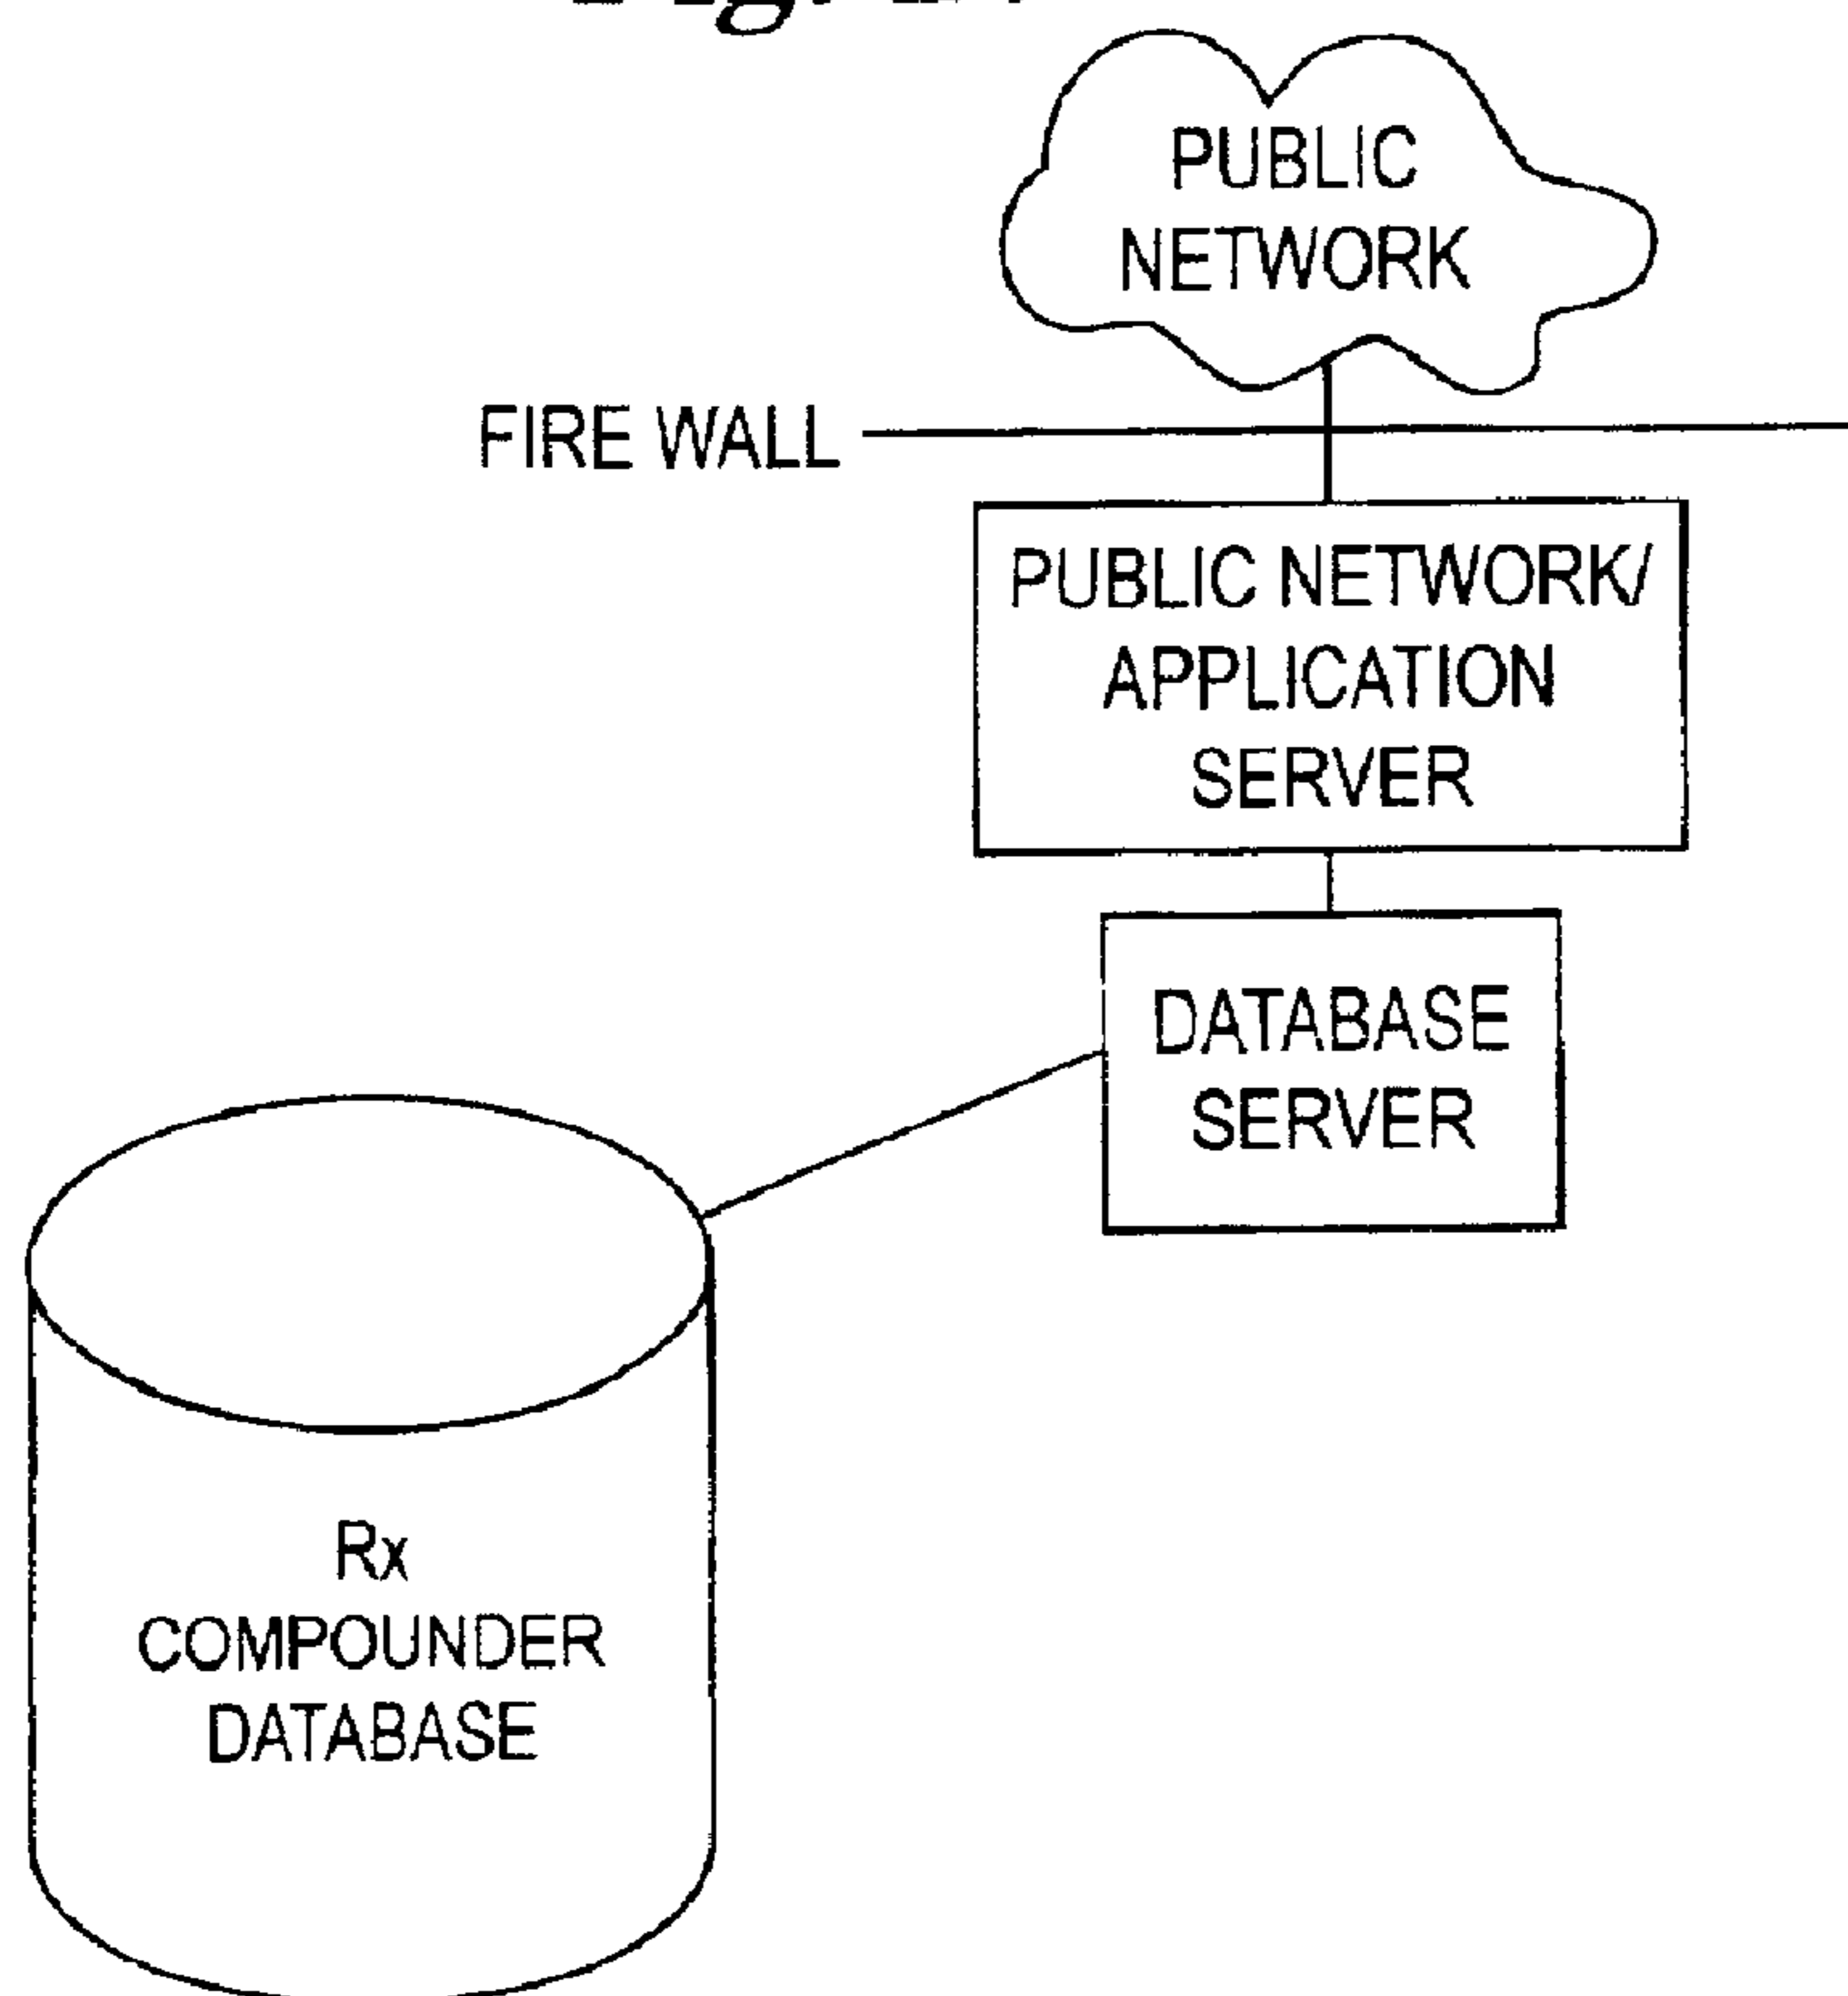 PUBLIC
NETWORK
FIRE WALL
PUBLIC NETWORK/
APPLICATION
SERVER
DATABASE
SERVER
Rx
COMPOUNDER
DATABASE